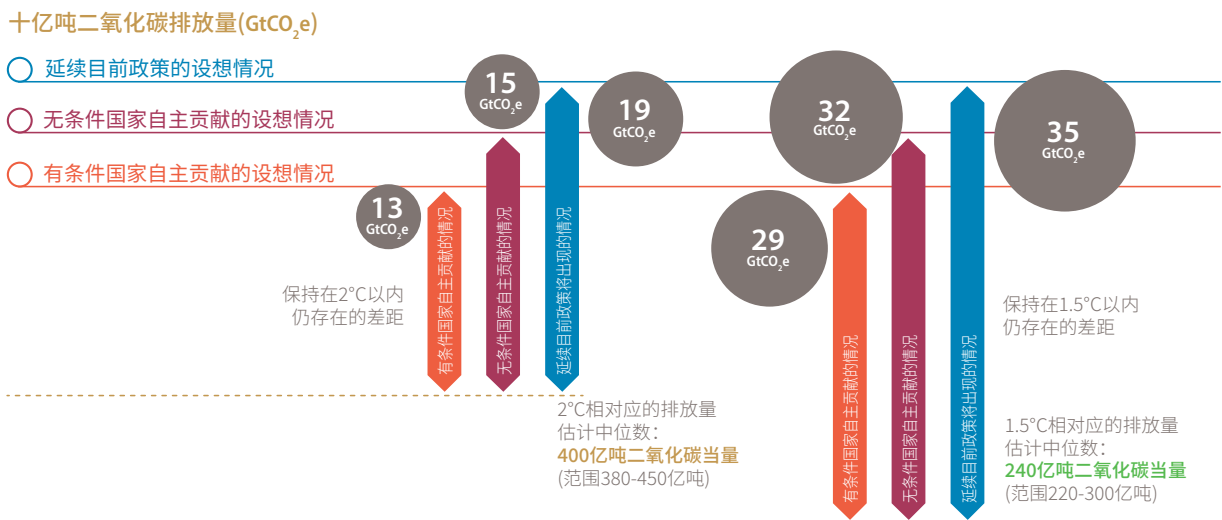 十亿吨二氧化碳排放量(GtCO₂e)
延续目前政策的设想情况
无条件国家自主贡献的设想情况
有条件国家自主贡献的设想情况
13
GtCO₂e
15
GtCO₂e
19
GtCO₂e
有条件国家自主贡献的情况
无条件国家自主贡献的情况
延续目前政策将出现的情况
保持在2°C以内
仍存在的差距
2°C相对应的排放量
估计中位数:
400亿吨二氧化碳当量
(范围380-450亿吨)
29
GtCO₂e
32
GtCO₂e
35
GtCO₂e
有条件国家自主贡献的情况
无条件国家自主贡献的情况
延续目前政策将出现的情况
保持在1.5°C以内
仍存在的差距
1.5°C相对应的排放量
估计中位数:
240亿吨二氧化碳当量
(范围220-300亿吨)